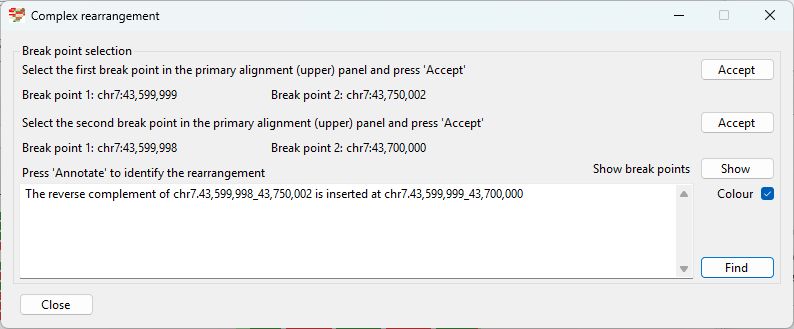 Complex rearrangement
Break point selection
Select the first break point in the primary alignment (upper) panel and press 'Accept'
Accept
Break point 1: chr7:43,599,999 Break point 2: chr7:43,750,002
Select the second break point in the primary alignment (upper) panel and press 'Accept'
Accept
Break point 1: chr7:43,599,998 Break point 2: chr7:43,700,000
Press 'Annotate' to identify the rearrangement
Show break points
Show
The reverse complement of chr7.43,599,998_43,750,002 is inserted at chr7.43,599,999_43,700,000
Colour
Find
Close